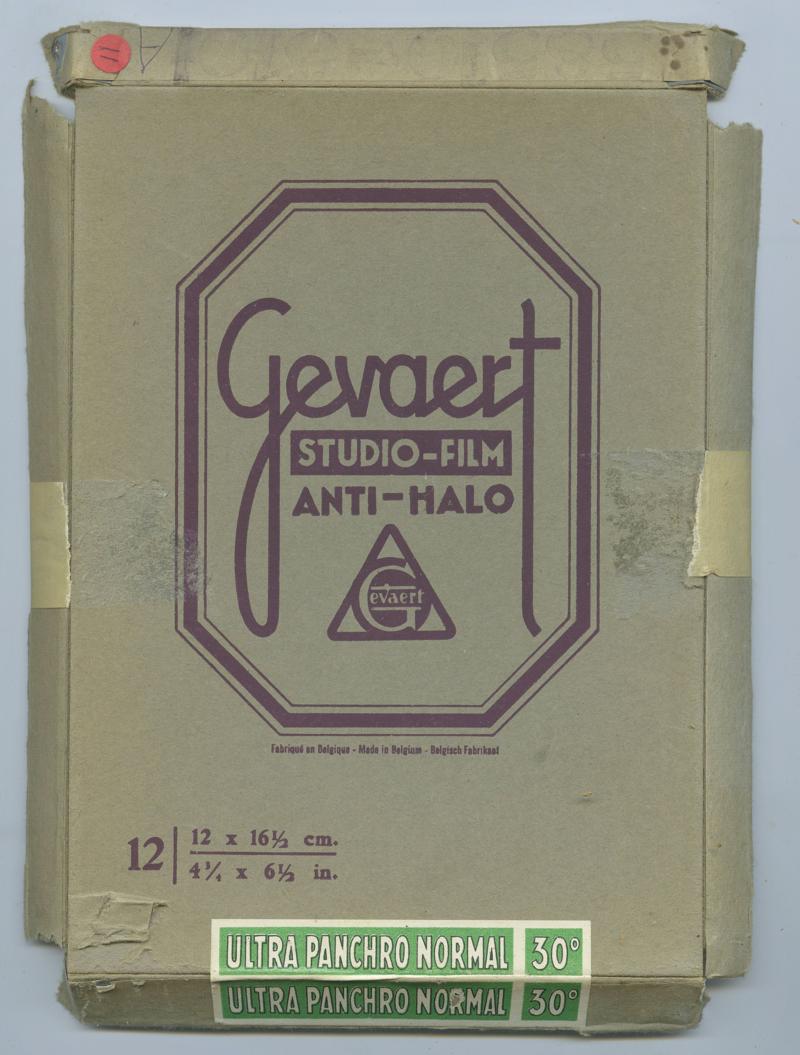 11
A
Gevaert
STUDIO-FILM
ANTI-HALO
Gevaert
Fabriqué en Belgique - Made in Belgium - Belgisch Fabrikaat
12
12 x 16½ cm.
4¾ x 6½ in.
ULTRA PANCHRO NORMAL 30°
ULTRA PANCHRO NORMAL 30°